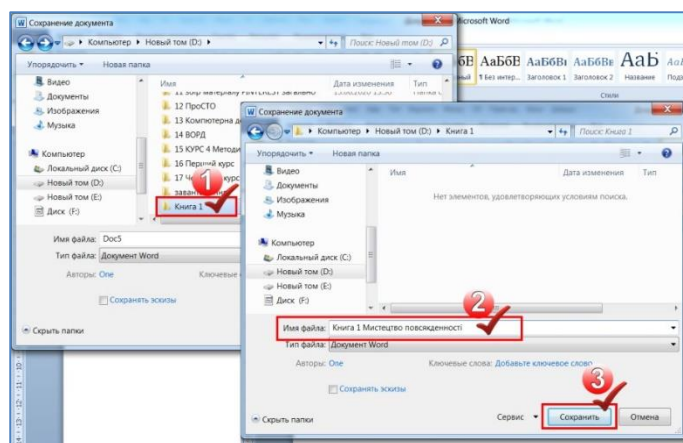 Сохранение документа
Microsoft Word
Компьютер ▸ Новый том (D:) ▸
Поиск: Новый том (D:)
Упорядочить
Новая папка
Видео
Документы
Изображения
Музыка
Компьютер
Локальный диск (C:)
Новый том (D:)
Новый том (E:)
Диск (F:)
Имя
Дата изменения
Тип
12 ПроСТО
13 Компютерна
14 ВОРД
15 КУРС 4 Методи
16 Перший курс
17 курс
Книга 1
1
Имя файла: Doc5
Тип файла: Документ Word
Авторы: One
Ключевые
Сохранять эскизы
Скрыть папки
АаБбВ
АаБбВı
АаБбВв
АаЬ
¶ Без интер...
Заголовок 1
Заголовок 2
Название
Стили
Сохранение документа
Компьютер ▸ Новый том (D:) ▸ Книга 1
Поиск: Книга 1
Упорядочить
Новая папка
Видео
Документы
Изображения
Музыка
Компьютер
Локальный диск (C:)
Новый том (D:)
Новый том (E:)
Диск (F:)
Имя
Дата изменения
Тип
Нет элементов, удовлетворяющих условиям поиска.
2
Имя файла: Книга 1 Мистецтво повсякденності
Тип файла: Документ Word
Авторы: One
Ключевые слова: Добавьте ключевое слово
Сохранять эскизы
3
Скрыть папки
Сервис
Сохранить
Отмена